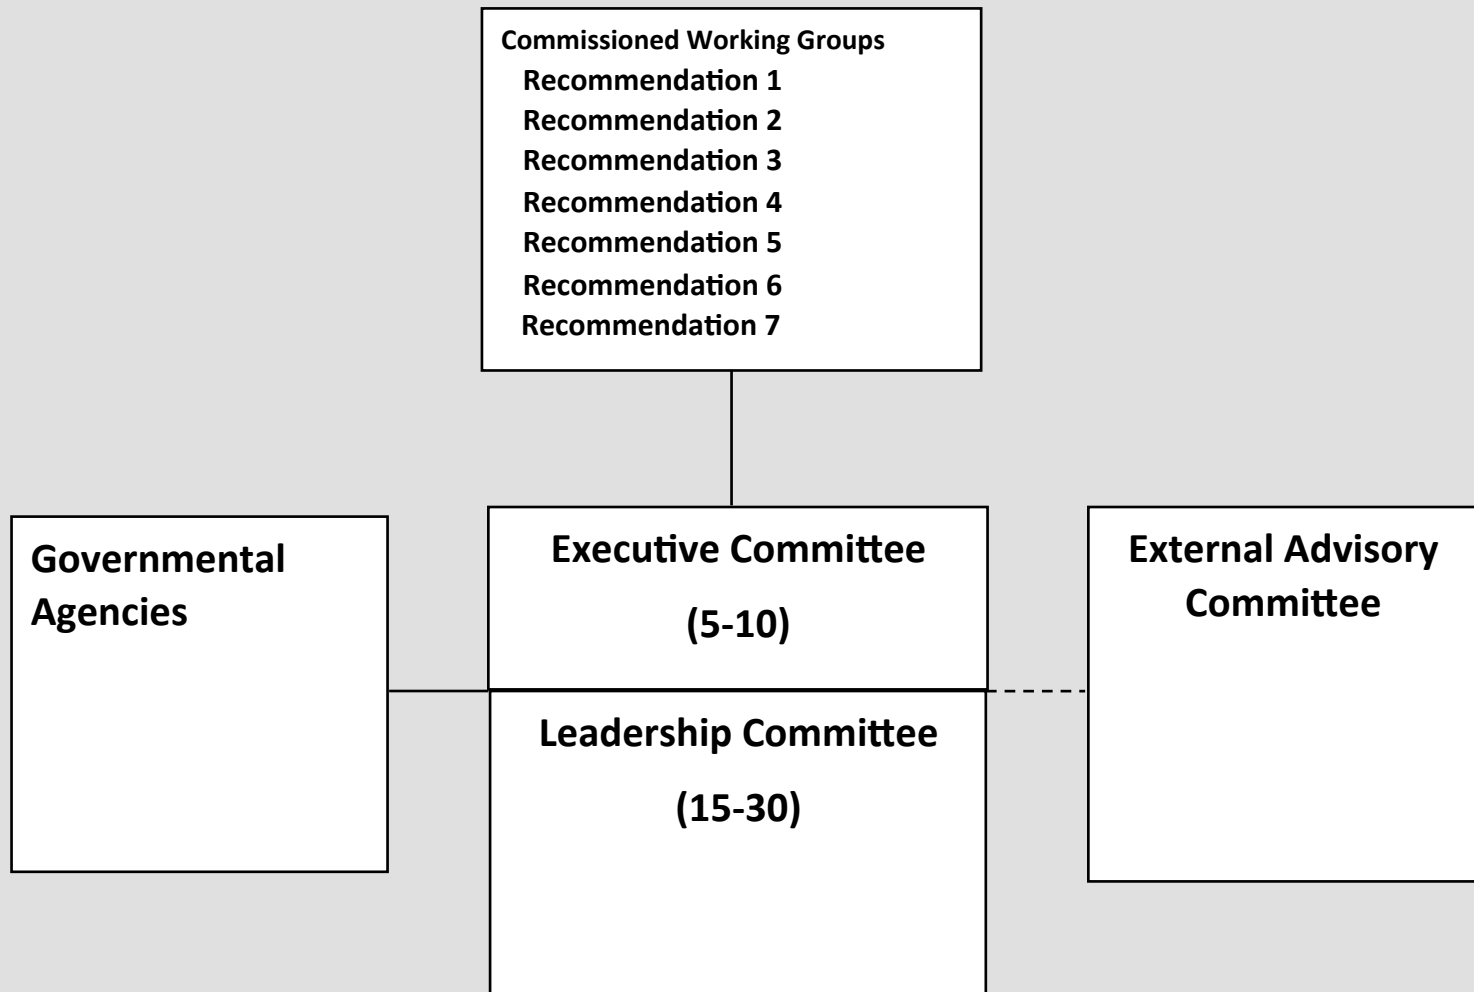 Commissioned Working Groups
Recommendation 1
Recommendation 2
Recommendation 3
Recommendation 4
Recommendation 5
Recommendation 6
Recommendation 7
Governmental
Agencies
Executive Committee
(5-10)
Leadership Committee
(15-30)
External Advisory
Committee